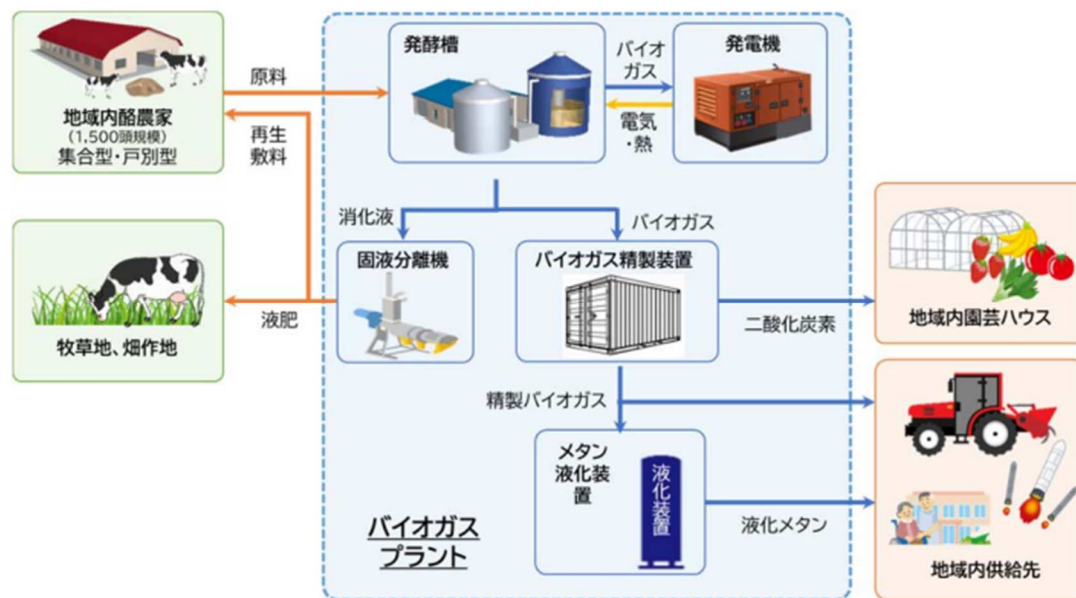 発酵槽
バイオ
ガス
発電機
電気
・熱
原料
地域内酪農家
(1,500頭規模)
集合型・戸別型
再生
敷料
消化液
バイオガス
固液分離機
バイオガス精製装置
液肥
牧草地、畑作地
二酸化炭素
地域内園芸ハウス
精製バイオガス
メタン
液化装
置
液化装置
液化メタン
バイオガス
プラント
地域内供給先